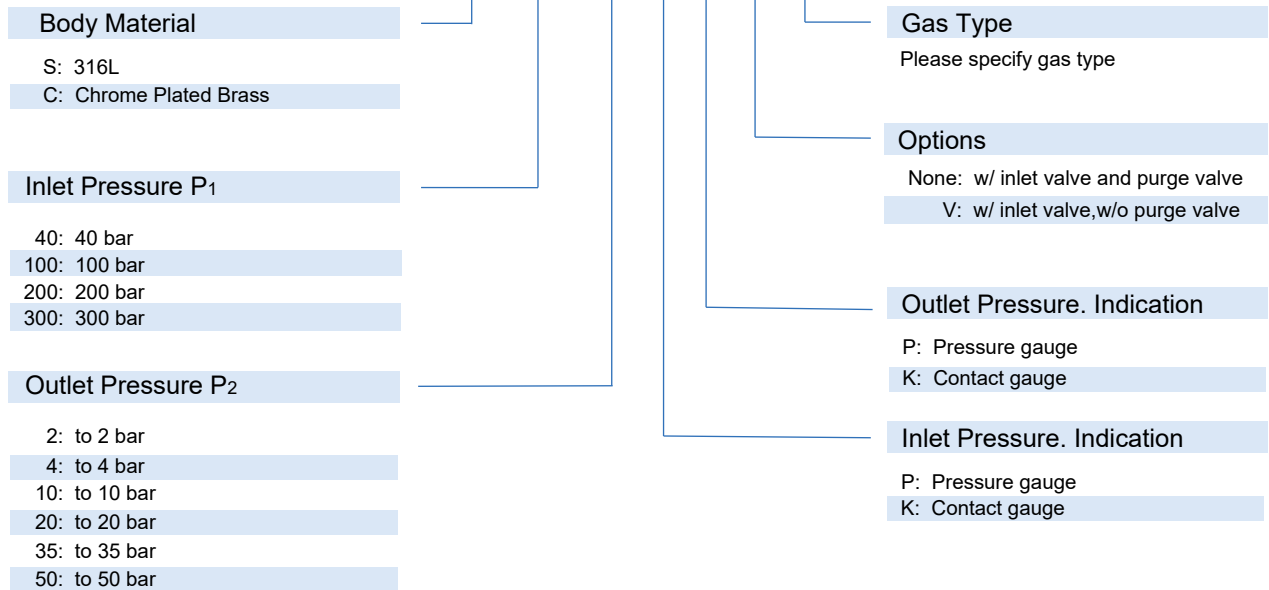 Body Material
S: 316L
C: Chrome Plated Brass
Inlet Pressure P1
40: 40 bar
100: 100 bar
200: 200 bar
300: 300 bar
Outlet Pressure P2
2: to 2 bar
4: to 4 bar
10: to 10 bar
20: to 20 bar
35: to 35 bar
50: to 50 bar
Gas Type
Please specify gas type
Options
None: w/ inlet valve and purge valve
V: w/ inlet valve,w/o purge valve
Outlet Pressure. Indication
P: Pressure gauge
K: Contact gauge
Inlet Pressure. Indication
P: Pressure gauge
K: Contact gauge